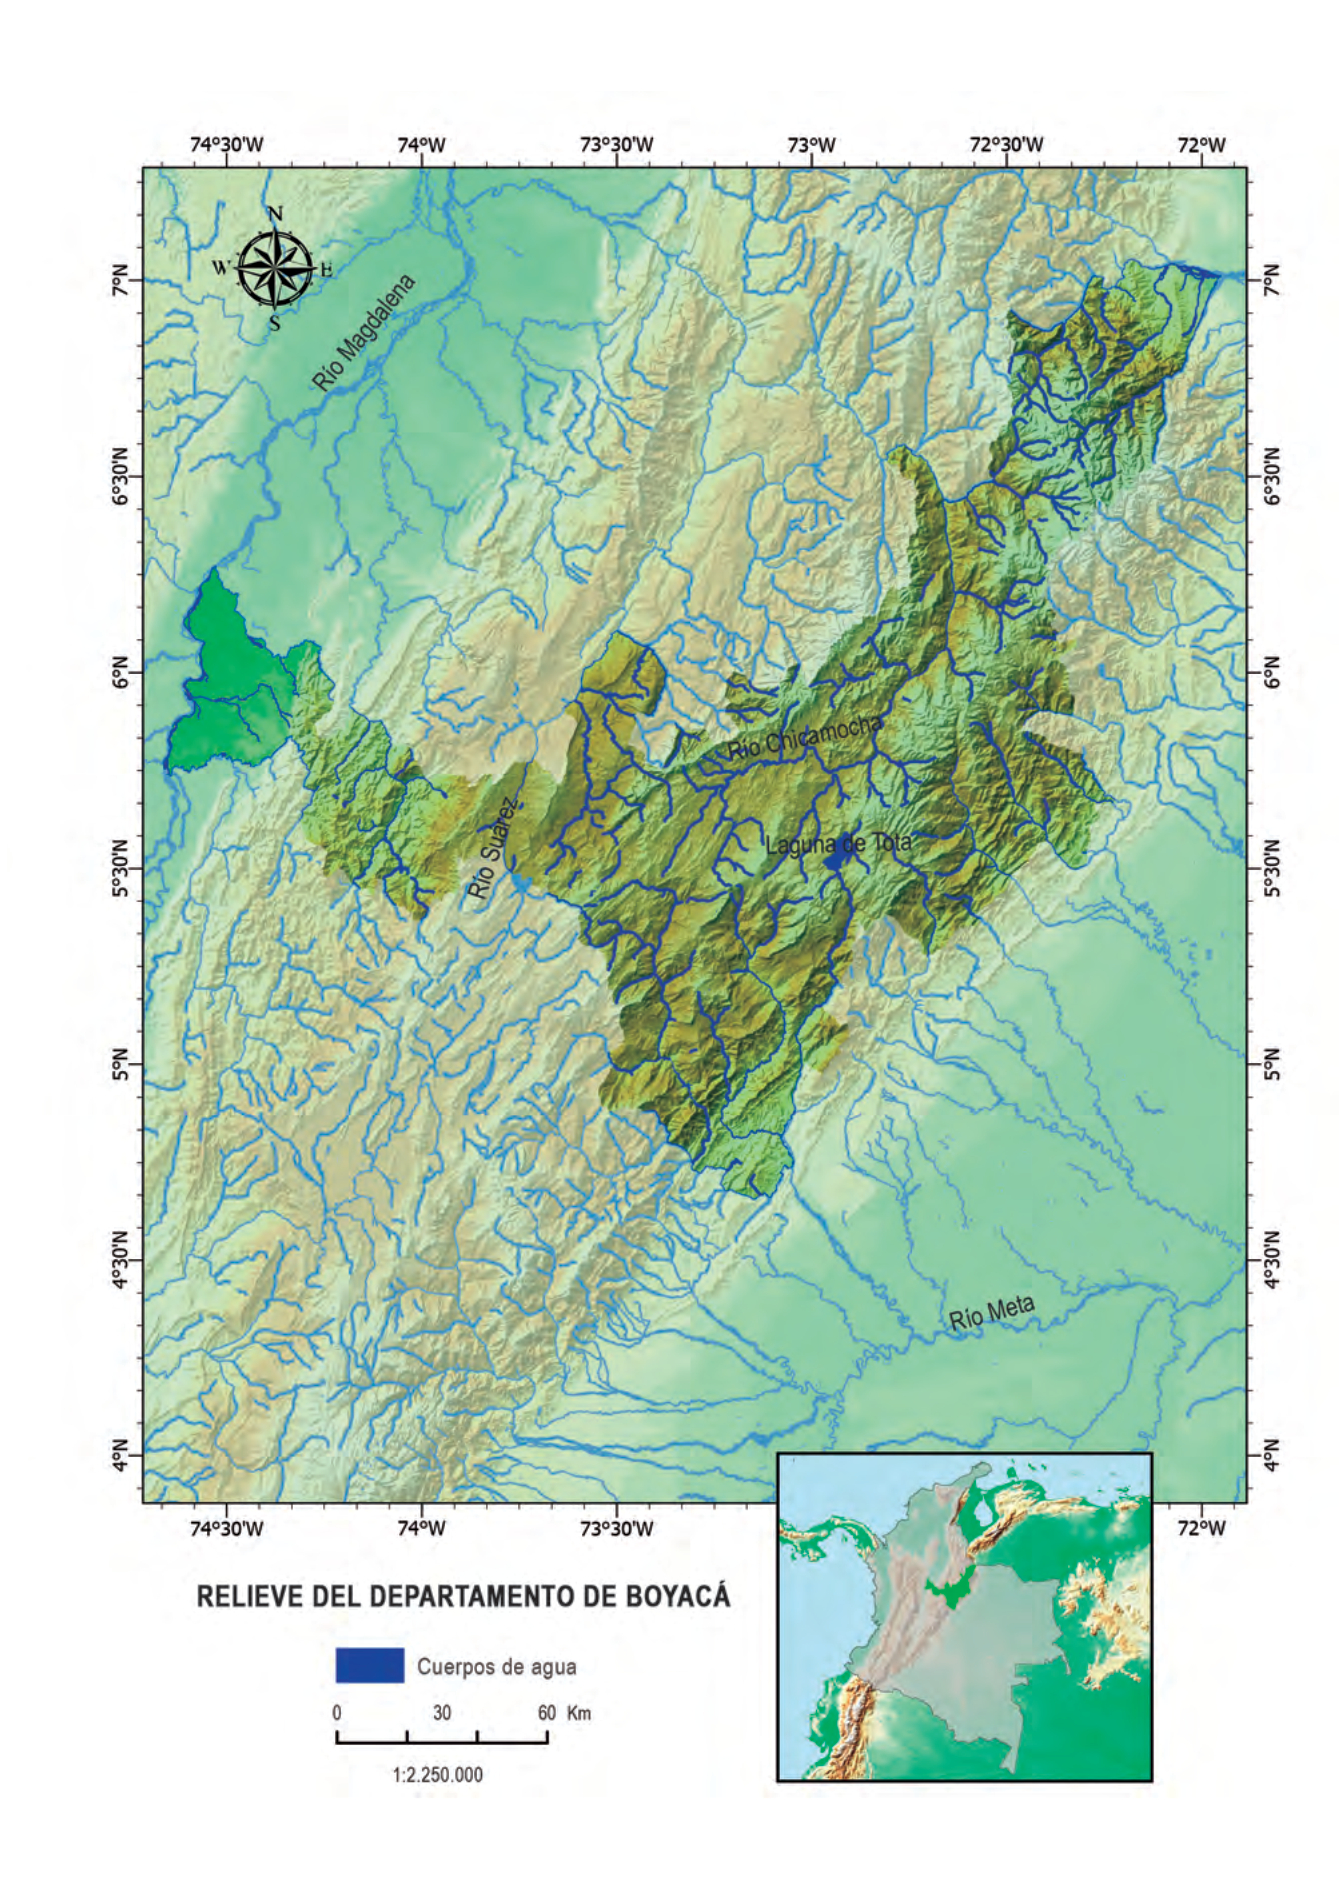 74°30'W 74°W 73°30'W 73°W 72°30'W 72°W
N
W E
S
7°N
7°N
Río Magdalena
6°30'N
6°30'N
6°N
6°N
Río Chicamocha
Río Suarez
Laguna de Tota
5°30'N
5°30'N
5°N
5°N
4°30'N
4°30'N
Río Meta
4°N
4°N
74°30'W 74°W 73°30'W 72°W
RELIEVE DEL DEPARTAMENTO DE BOYACÁ
Cuerpos de agua
0 30 60 Km
1:2.250.000